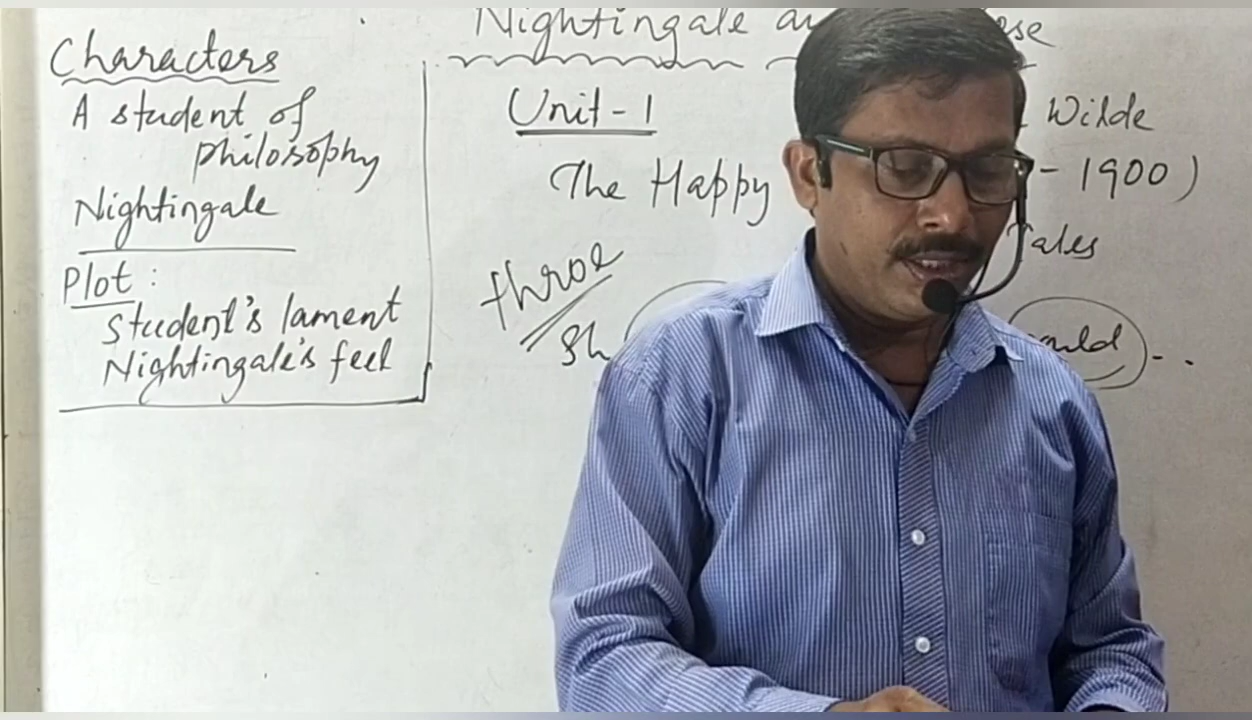 Characters
A student of
philosophy
Nightingale
Plot :
Student's lament
Nightingale's feel
Nightingale
Unit - 1
Wilde
The Happy
- 1900 )
Tales
throe
Sh
- - .